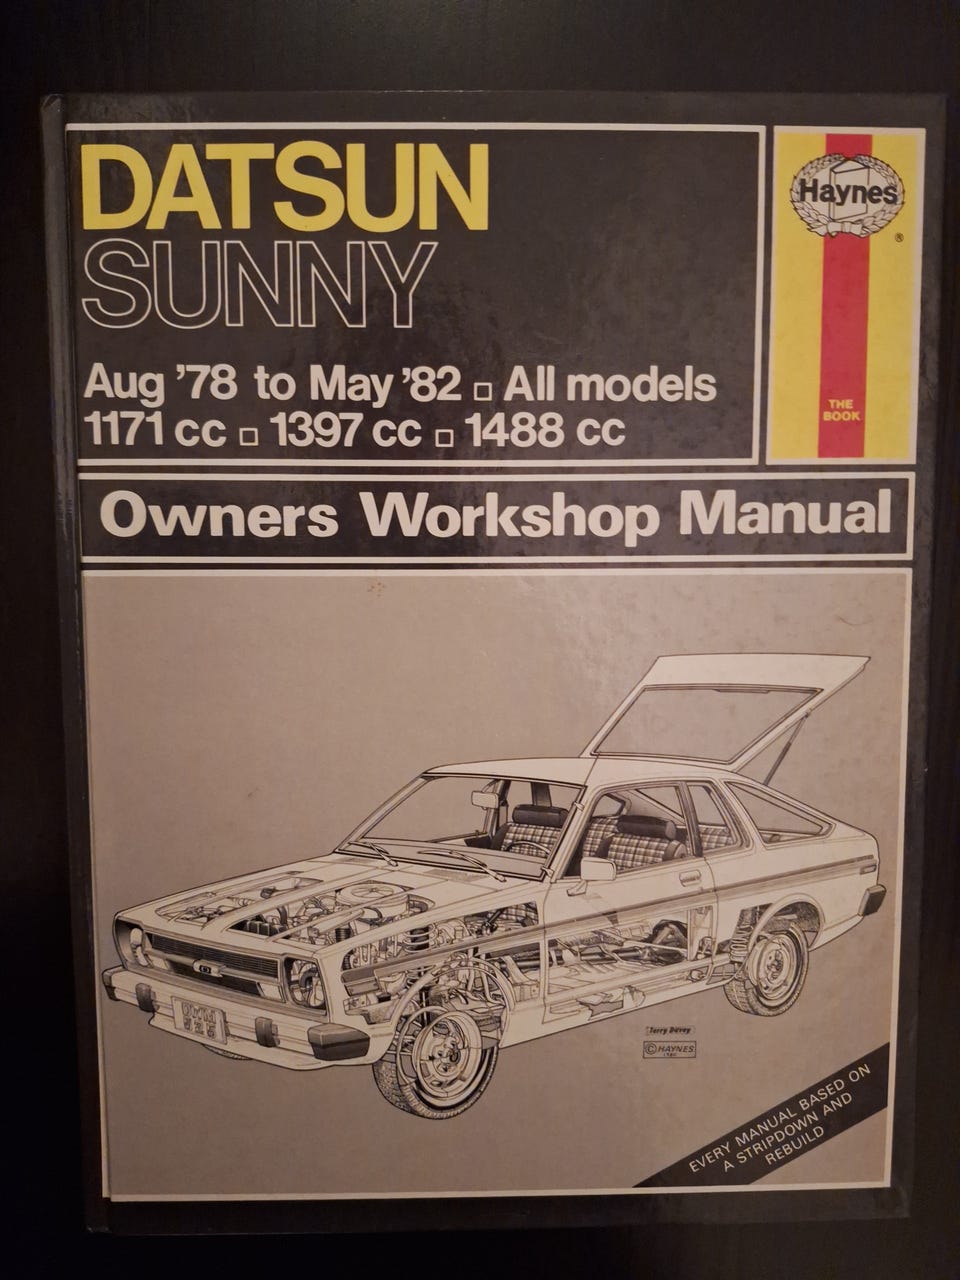 DATSUN
SUNNY
Aug '78 to May '82 □ All models
1171 cc □ 1397 cc □ 1488 cc
Haynes
®
THE
BOOK
Owners Workshop Manual
Terry Davey
© HAYNES
1980
EVERY MANUAL BASED ON
A STRIPDOWN AND
REBUILD